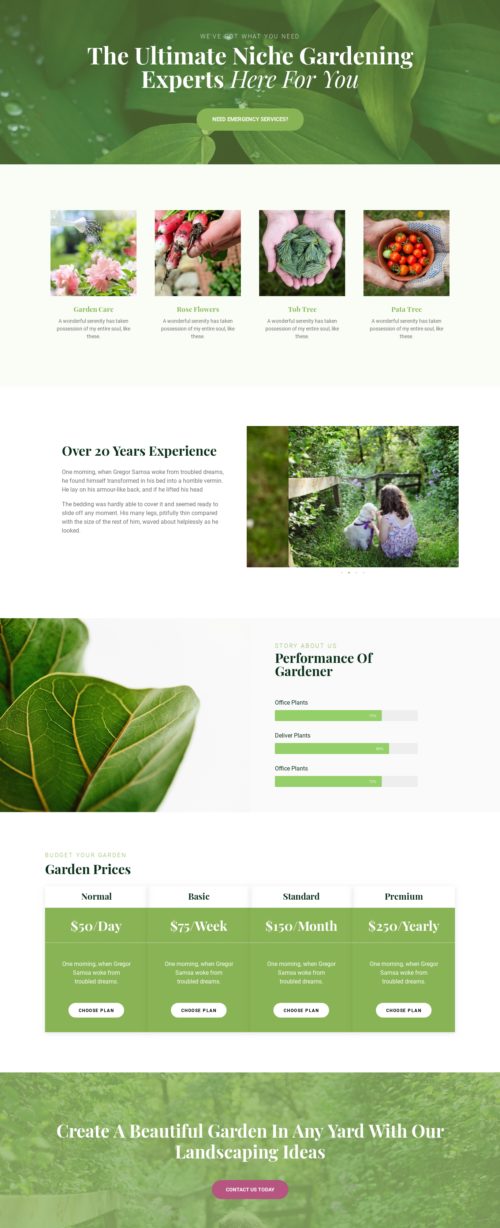 WE'VE GOT WHAT YOU NEED
The Ultimate Niche Gardening
Experts Here For You
NEED EMERGENCY SERVICES?
Garden Care
A wonderful serenity has taken
possession of my entire soul, like
these.
Rose Flowers
A wonderful serenity has taken
possession of my entire soul, like
these.
Tub Tree
A wonderful serenity has taken
possession of my entire soul, like
these.
Pata Tree
A wonderful serenity has taken
possession of my entire soul, like
these.
Over 20 Years Experience
One morning, when Gregor Samsa woke from troubled dreams,
he found himself transformed in his bed into a horrible vermin.
He lay on his armour-like back, and if he lifted his head
The bedding was hardly able to cover it and seemed ready to
slide off any moment. His many legs, pitifully thin compared
with the size of the rest of him, waved about helplessly as he
looked.
STORY ABOUT US
Performance Of
Gardener
Office Plants
Deliver Plants
Office Plants
BUDGET YOUR GARDEN
Garden Prices
Normal
$50/Day
One morning, when Gregor
Samsa woke from
troubled dreams.
CHOOSE PLAN
Basic
$75/Week
One morning, when Gregor
Samsa woke from
troubled dreams.
CHOOSE PLAN
Standard
$150/Month
One morning, when Gregor
Samsa woke from
troubled dreams.
CHOOSE PLAN
Premium
$250/Yearly
One morning, when Gregor
Samsa woke from
troubled dreams.
CHOOSE PLAN
Create A Beautiful Garden In Any Yard With Our
Landscaping Ideas
CONTACT US TODAY